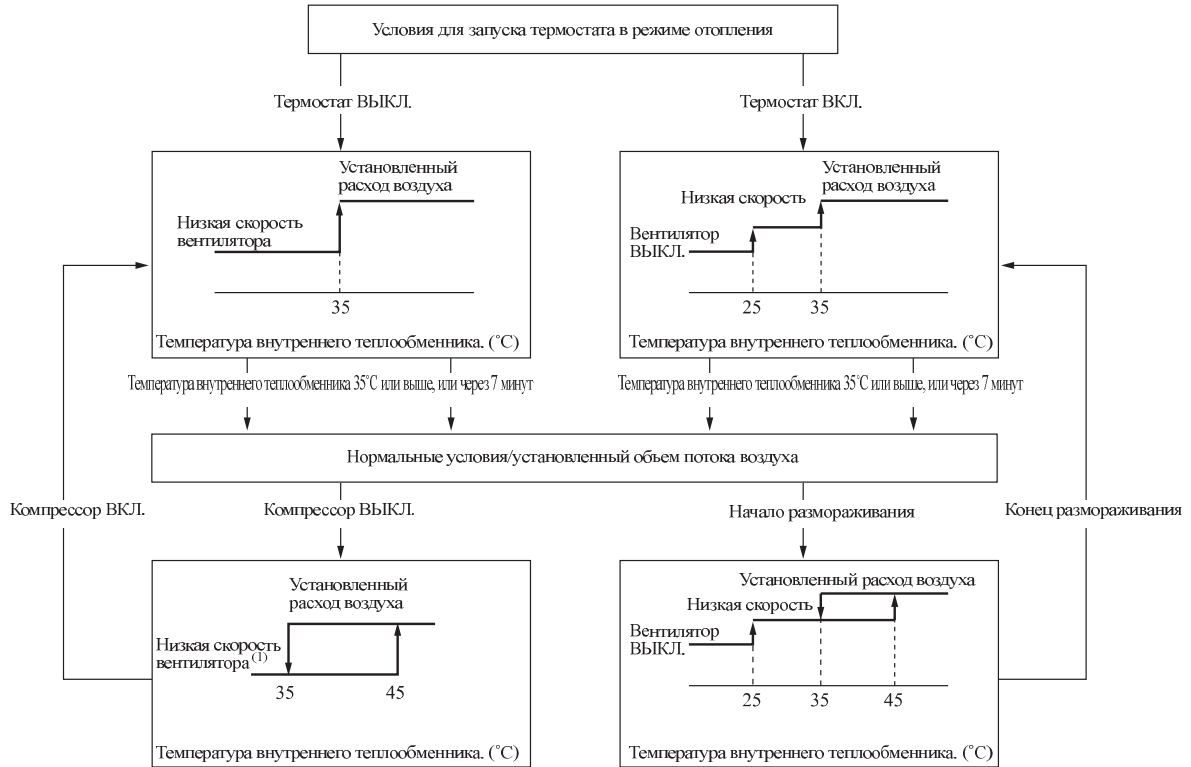 Условия для запуска термостата в режиме отопления
Термостат ВЫКЛ.
Термостат ВКЛ.
Установленный
расход воздуха
Низкая скорость
вентилятора
35
Температура внутреннего теплообменника. (°C)
Установленный
расход воздуха
Низкая скорость
Вентилятор
ВЫКЛ.
25
35
Температура внутреннего теплообменника. (°C)
Температура внутреннего теплообменника 35°C или выше, или через 7 минут
Температура внутреннего теплообменника 35°C или выше, или через 7 минут
Нормальные условия/установленный объем потока воздуха
Компрессор ВКЛ.
Компрессор ВЫКЛ.
Начало размораживания
Конец размораживания
Установленный
расход воздуха
Низкая скорость
вентилятора (1)
35
45
Температура внутреннего теплообменника. (°C)
Установленный расход воздуха
Низкая скорость
Вентилятор
ВЫКЛ.
25
35
45
Температура внутреннего теплообменника. (°C)